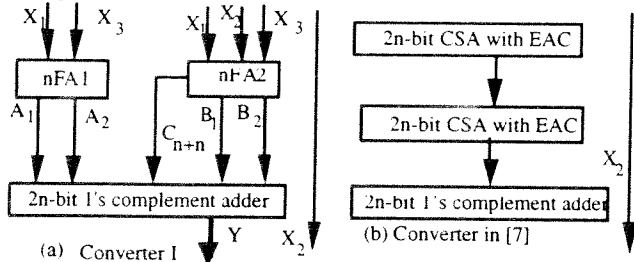 X1 X3 X1 X2 X3
nFA1 nFA2
A1 A2 Cn+n B1 B2
2n-bit 1's complement adder
Y X2
(a) Converter I
2n-bit CSA with EAC
2n-bit CSA with EAC
X2
2n-bit 1's complement adder
(b) Converter in [7]